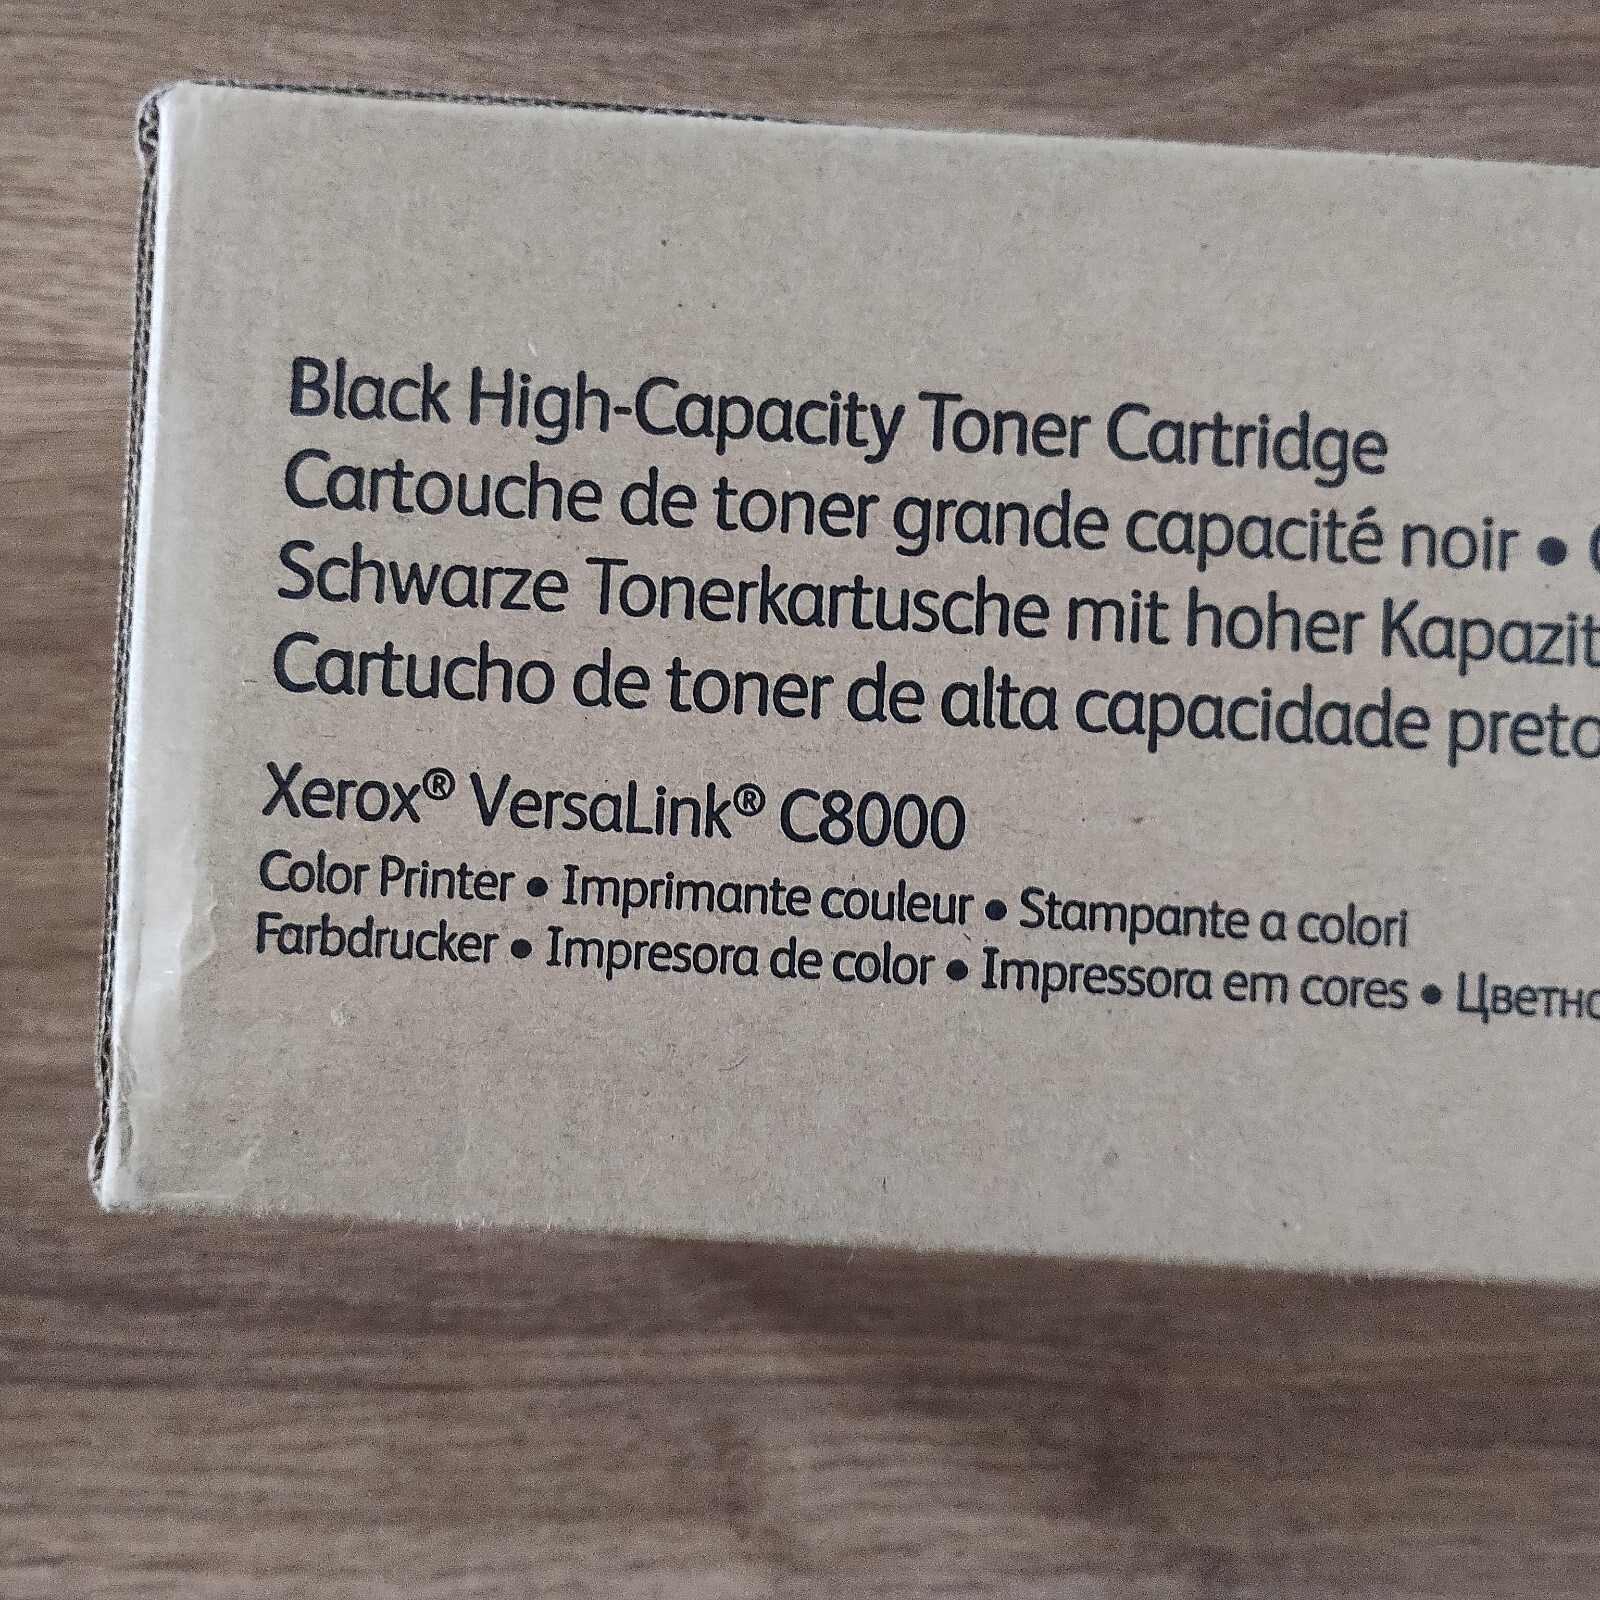 Black High-Capacity Toner Cartridge
Cartouche de toner grande capacité noir •
Schwarze Tonerkartusche mit hoher
Cartucho de toner de alta capacidade preto
Xerox® VersaLink® C8000
Color Printer • Imprimante couleur • Stampante a colori
Farbdrucker • Impresora de color • Impressora em cores •